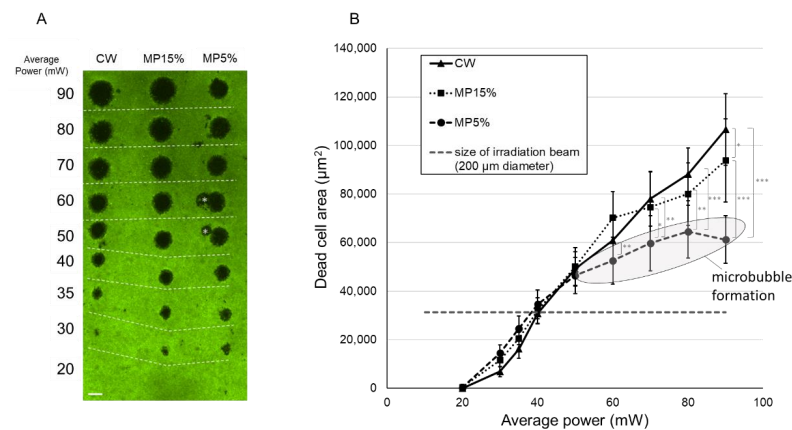 A
B
Average
Power (mW)
CW MP15% MP5%
90
80
70
60
50
40
35
30
20
*
*
140,000
120,000
100,000
80,000
60,000
40,000
20,000
0
0 20 40 60 80 100
Dead cell area (µm²)
Average power (mW)
CW
MP15%
MP5%
size of irradiation beam
(200 µm diameter)
microbubble
formation
*
***
***
***
**
**
*
**